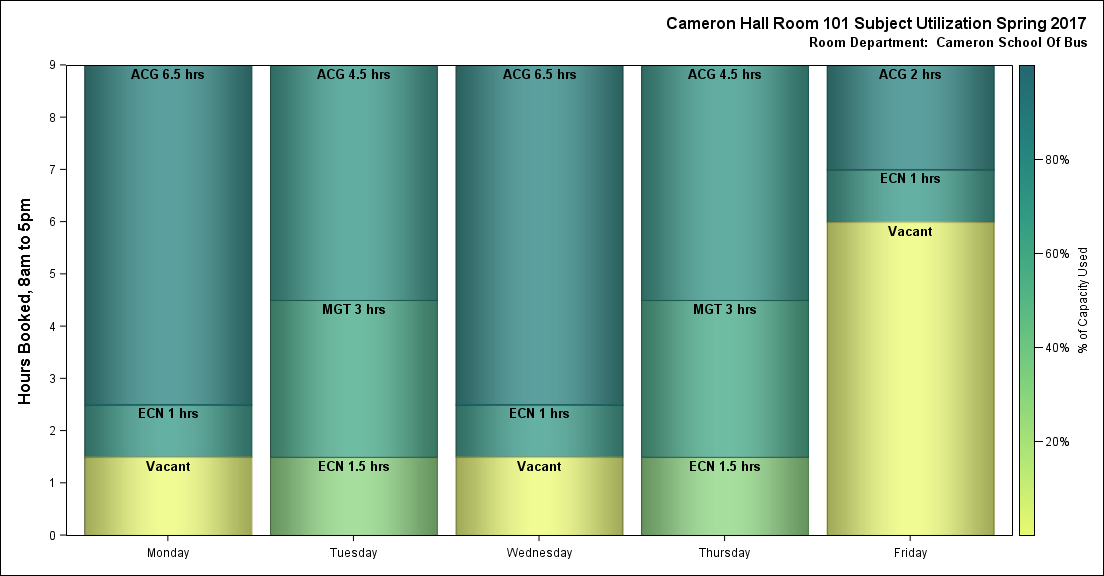 Cameron Hall Room 101 Subject Utilization Spring 2017
Room Department:  Cameron School Of Bus
Hours Booked, 8am to 5pm
9
8
7
6
5
4
3
2
1
0
ACG 6.5 hrs
ECN 1 hrs
Vacant
ACG 4.5 hrs
MGT 3 hrs
ECN 1.5 hrs
ACG 6.5 hrs
ECN 1 hrs
Vacant
ACG 4.5 hrs
MGT 3 hrs
ECN 1.5 hrs
ACG 2 hrs
ECN 1 hrs
Vacant
Monday
Tuesday
Wednesday
Thursday
Friday
80%
60%
40%
20%
% of Capacity Used